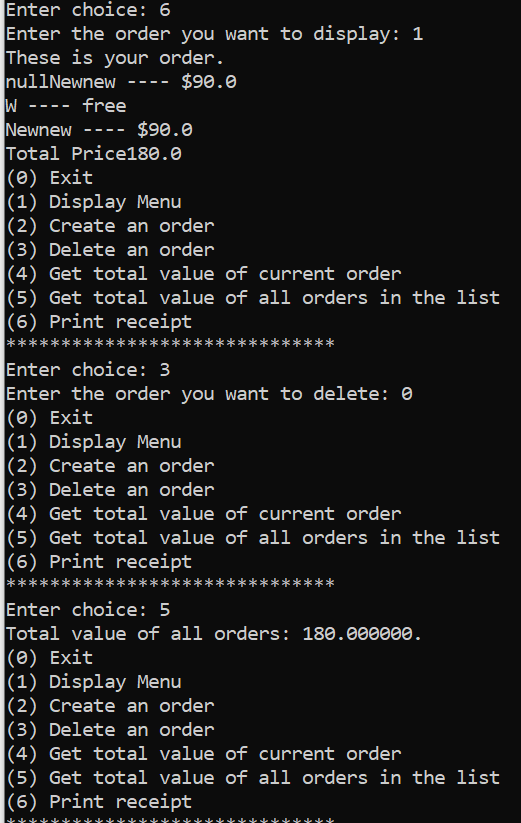 Enter choice: 6
Enter the order you want to display: 1
These is your order.
nullNewnew ---- $90.0
W ---- free
Newnew ---- $90.0
Total Price180.0
(0) Exit
(1) Display Menu
(2) Create an order
(3) Delete an order
(4) Get total value of current order
(5) Get total value of all orders in the list
(6) Print receipt
******************************
Enter choice: 3
Enter the order you want to delete: 0
(0) Exit
(1) Display Menu
(2) Create an order
(3) Delete an order
(4) Get total value of current order
(5) Get total value of all orders in the list
(6) Print receipt
******************************
Enter choice: 5
Total value of all orders: 180.000000.
(0) Exit
(1) Display Menu
(2) Create an order
(3) Delete an order
(4) Get total value of current order
(5) Get total value of all orders in the list
(6) Print receipt
******************************